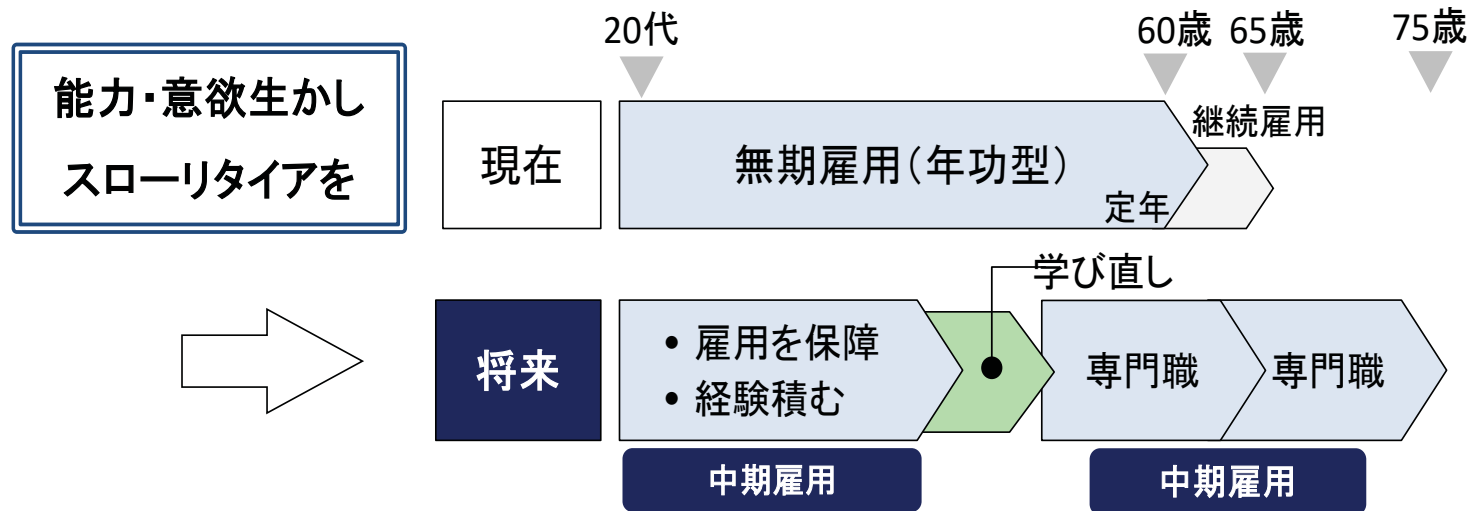 20代
60歳
65歳
75歳
能力・意欲生かし
スローリタイアを
現在
無期雇用（年功型）
定年
継続雇用
学び直し
将来
• 雇用を保障
• 経験積む
専門職
専門職
中期雇用
中期雇用